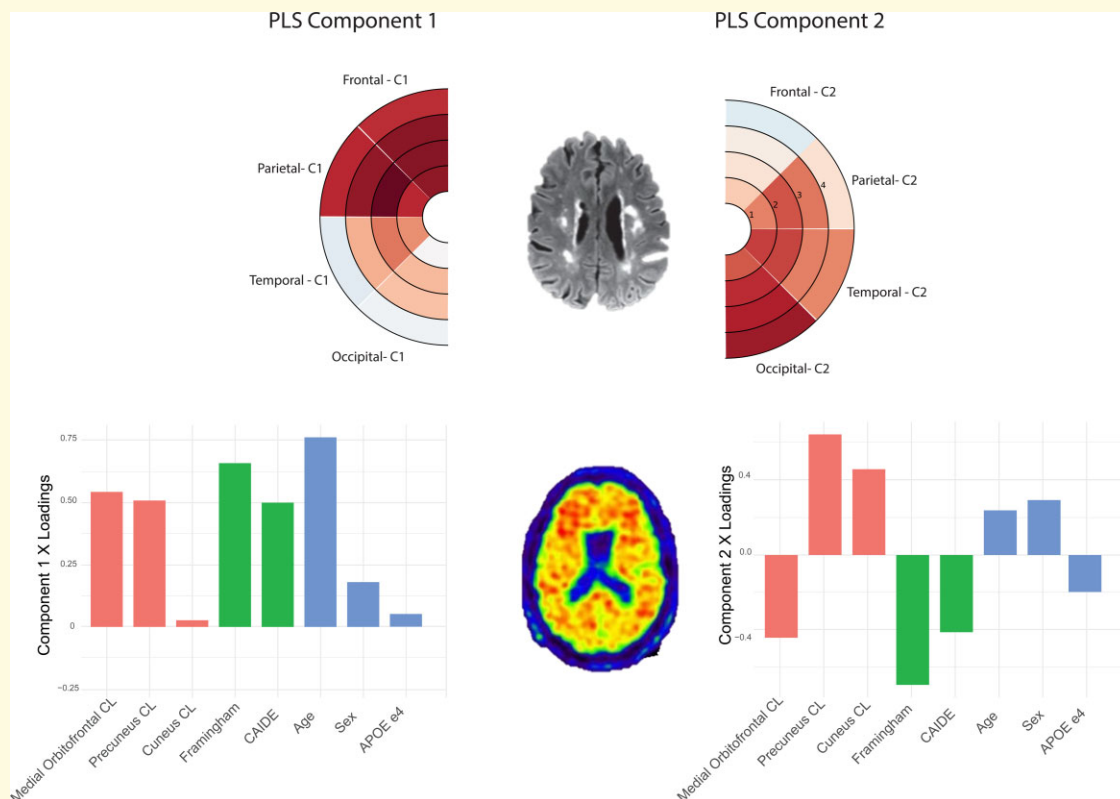 PLS Component 1
PLS Component 2
Frontal - C1
Parietal- C1
Temporal - C1
Occipital- C1
Frontal - C2
Parietal- C2
Temporal - C2
Occipital- C2
1
2
3
4
Component 1 X Loadings
0.75
0.50
0.25
0
−0.25
Medial Orbitofrontal CL
Precuneus CL
Cuneus CL
Framingham
CAIDE
Age
Sex
APOE e4
Component 2 X Loadings
0.4
0.0
−0.4
Medial Orbitofrontal CL
Precuneus CL
Cuneus CL
Framingham
CAIDE
Age
Sex
APOE e4